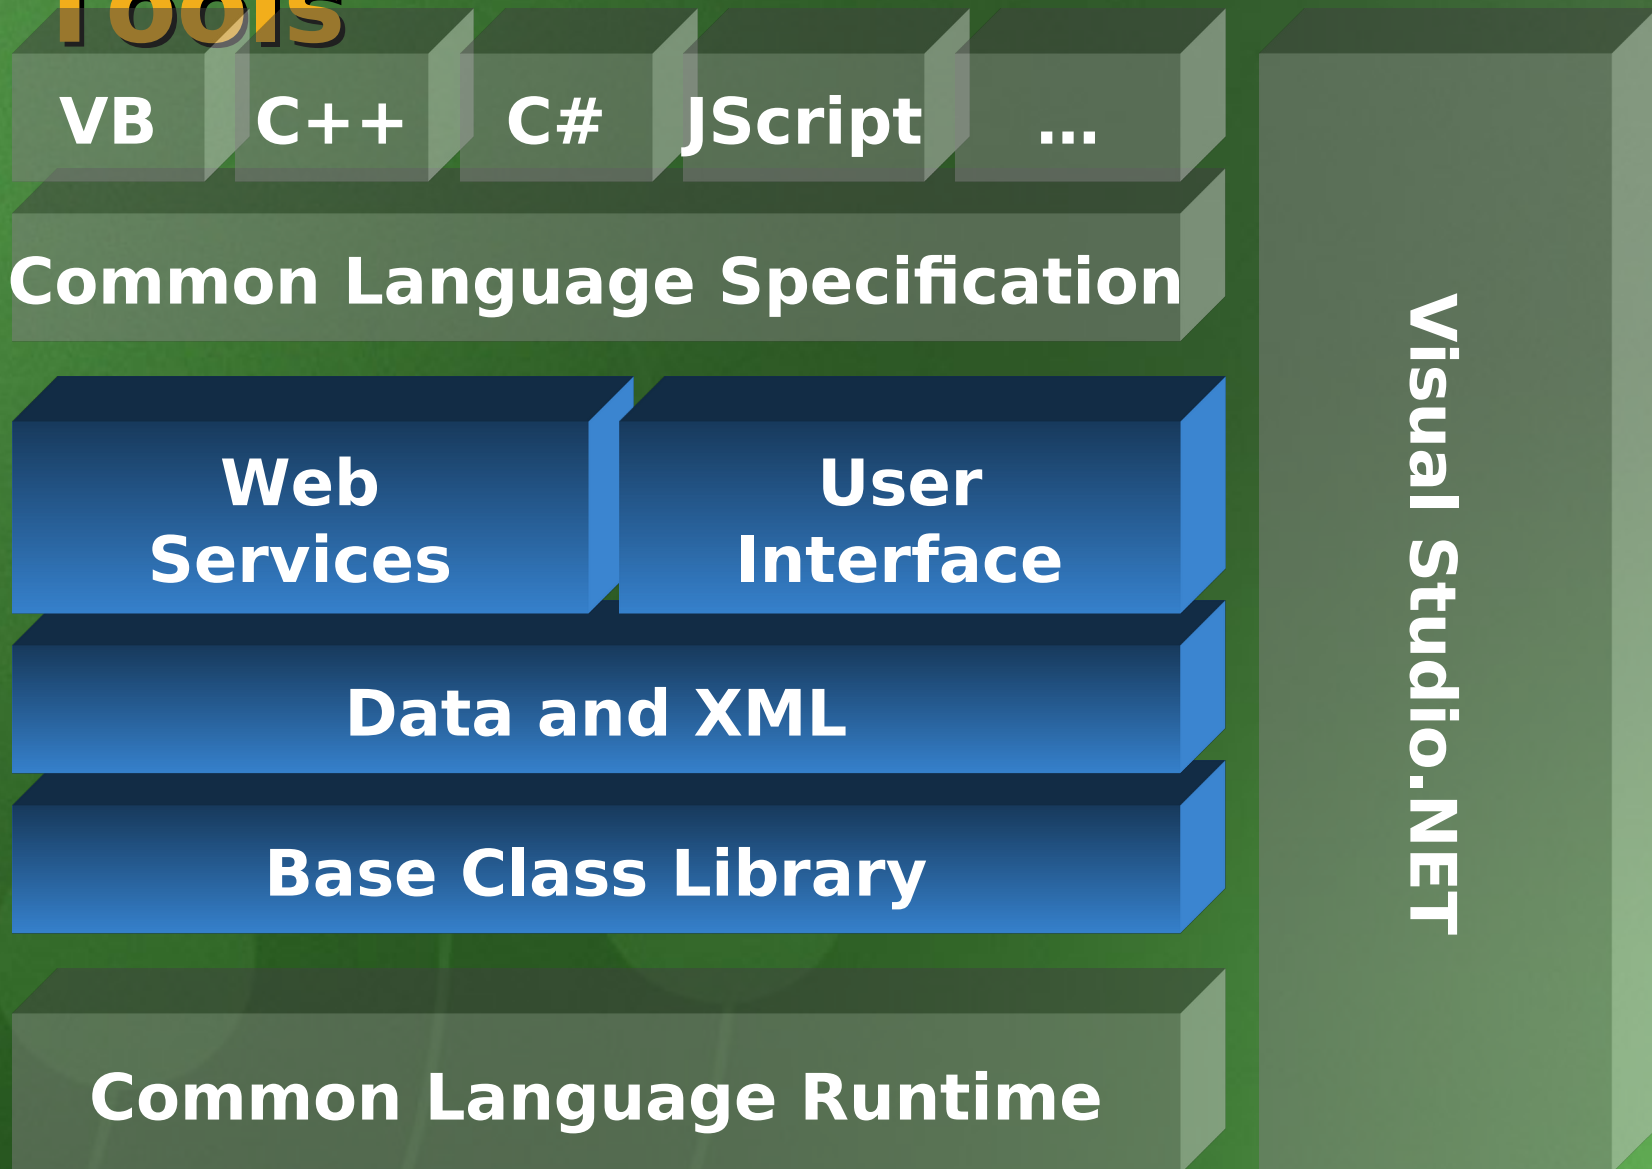 Tools
VB
C++
C#
JScript
...
Common Language Specification
Web
Services
User
Interface
Data and XML
Base Class Library
Common Language Runtime
Visual Studio.NET